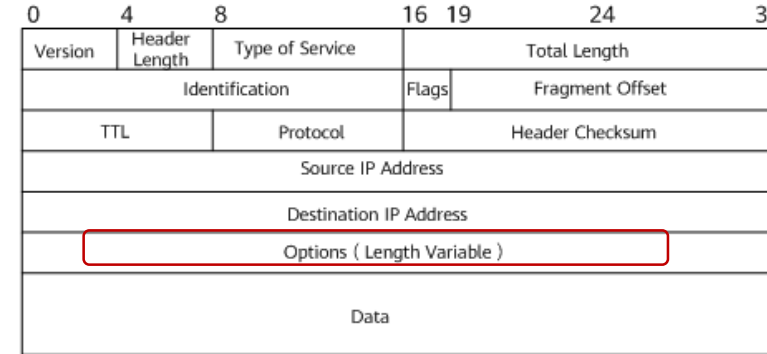 0 4 8 16 19 24 3
Version Header Length Type of Service Total Length
Identification Flags Fragment Offset
TTL Protocol Header Checksum
Source IP Address
Destination IP Address
Options ( Length Variable )
Data